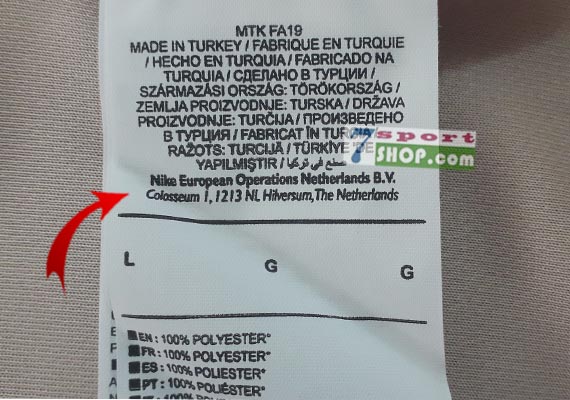 MTK FA19
MADE IN TURKEY / FABRIQUE EN TURQUIE
/ HECHO EN TURQUIA / FABRICADO NA
TURQUIA / СДЕЛАНО В ТУРЦИИ /
SZÁRMAZÁSI ORSZÁG: TÖRÖKORSZÁG /
ZEMLJA PROIZVODNJE: TURSKA / DRŽAVA
PROIZVODNJE: TURČIJA / ПРОИЗВЕДЕНО
В ТУРЦИЯ / FABRICAT ÎN
RAŽOTS: TURCIJĀ / TÜRKİYE'DE
YAPILMIŞTIR / صنع في تركيا
7sport
SHOP.com
Nike European Operations Netherlands B.V.
Colosseum 1, 1213 NL Hilversum, The Netherlands
L G G
EN: 100% POLYESTER*
FR: 100% POLYESTER*
ES: 100% POLIÉSTER*
PT: 100% POLIÉSTER*